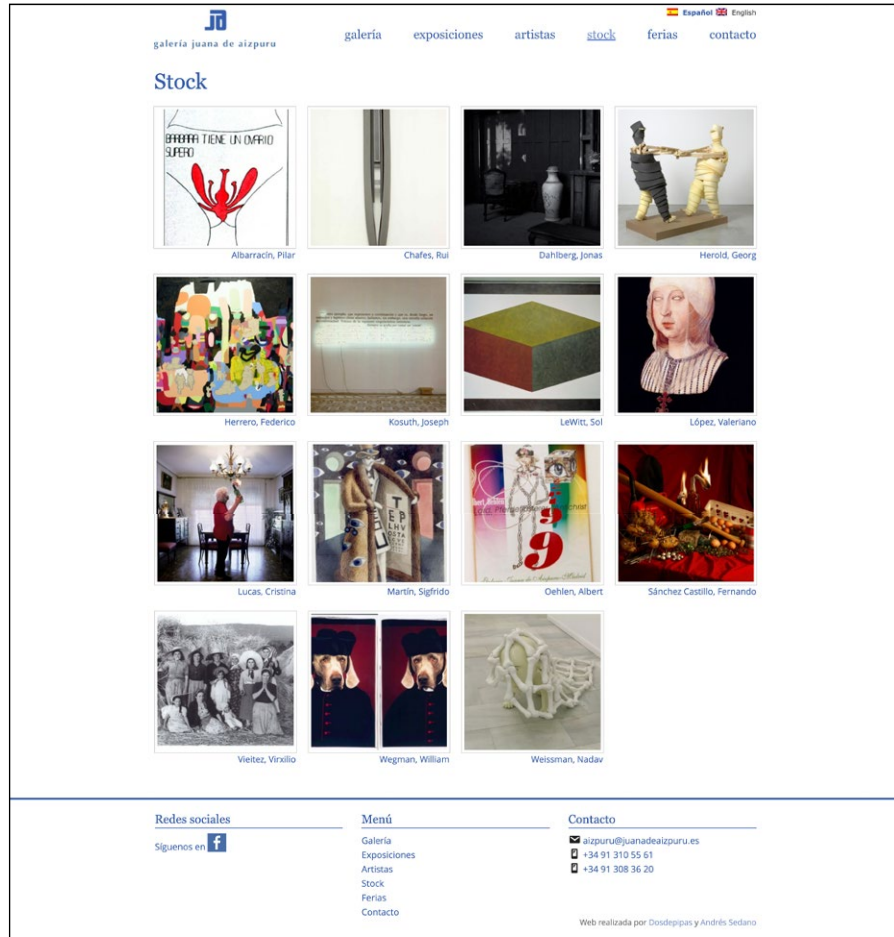 Español English
galería juana de aizpuru
galería exposiciones artistas stock ferias contacto
Stock
BARBARA TIENE UN OVARIO
SUPERO
Albarracín, Pilar Chafes, Rui Dahlberg, Jonas Herold, Georg
Herrero, Federico Kosuth, Joseph LeWitt, Sol López, Valeriano
Lucas, Cristina Martín, Sigfrido Oehlen, Albert Sánchez Castillo, Fernando
Vieitez, Virxilio Wegman, William Weissman, Nadav
Redes sociales Menú Contacto
Síguenos en Galería aizpuru@juanadeaizpuru.es
Exposiciones +34 91 310 55 61
Artistas +34 91 308 36 20
Stock
Ferias
Contacto
Web realizada por Dosdepipas y Andrés Sedano